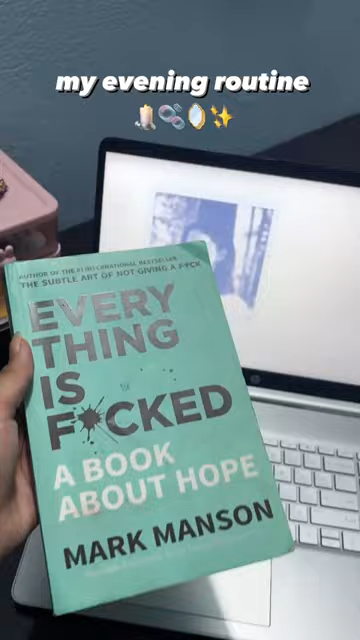 my evening routine
🕯️🫧🪞✨
AUTHOR OF THE #1 INTERNATIONAL BESTSELLER
THE SUBTLE ART OF NOT GIVING A F*CK
EVERY
THING
IS
F*CKED
A BOOK
ABOUT HOPE
MARK MANSON